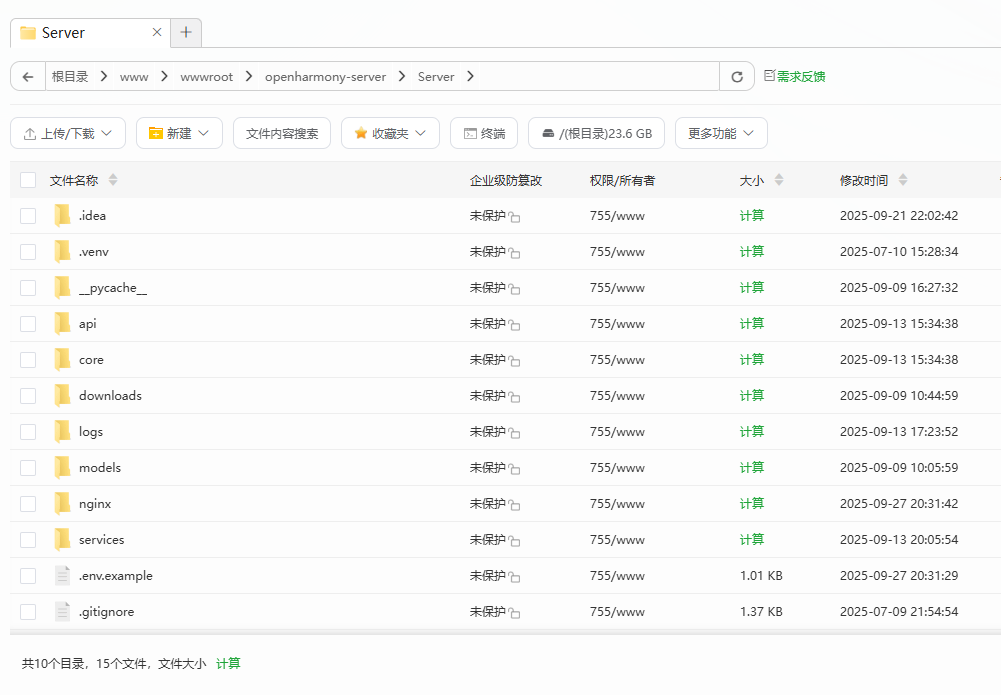 Server
根目录 www wwwroot openharmony-server Server 需求反馈
上传/下载 新建 文件内容搜索 收藏夹 终端 /(根目录)23.6 GB 更多功能
文件名称 企业级防篡改 权限/所有者 大小 修改时间
.idea 未保护 755/www 计算 2025-09-21 22:02:42
.venv 未保护 755/www 计算 2025-07-10 15:28:34
__pycache__ 未保护 755/www 计算 2025-09-09 16:27:32
api 未保护 755/www 计算 2025-09-13 15:34:38
core 未保护 755/www 计算 2025-09-13 15:34:38
downloads 未保护 755/www 计算 2025-09-09 10:44:59
logs 未保护 755/www 计算 2025-09-13 17:23:52
models 未保护 755/www 计算 2025-09-09 10:05:59
nginx 未保护 755/www 计算 2025-09-27 20:31:42
services 未保护 755/www 计算 2025-09-13 20:05:54
.env.example 未保护 755/www 1.01 KB 2025-09-27 20:31:29
.gitignore 未保护 755/www 1.37 KB 2025-07-09 21:54:54
共10个目录，15个文件，文件大小 计算